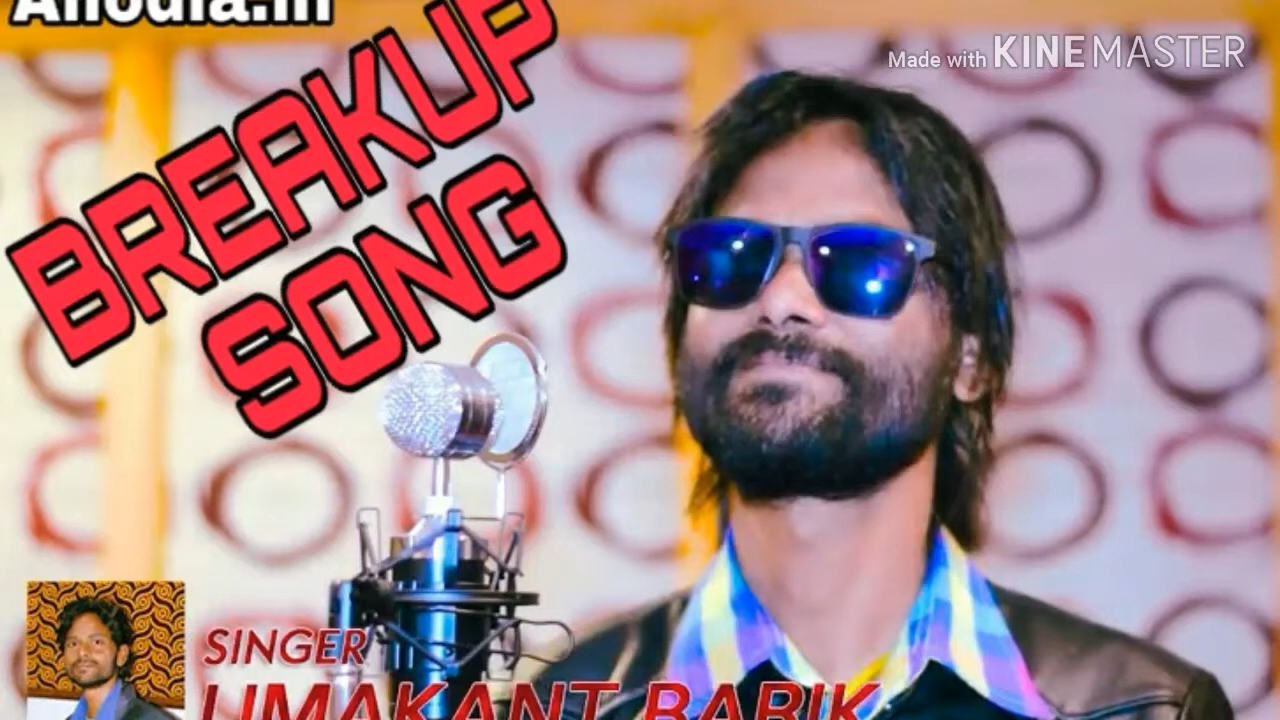 Allodia.in
Made with KINEMASTER
BREAKUP
SONG
SINGER
UMAKANT BARIK